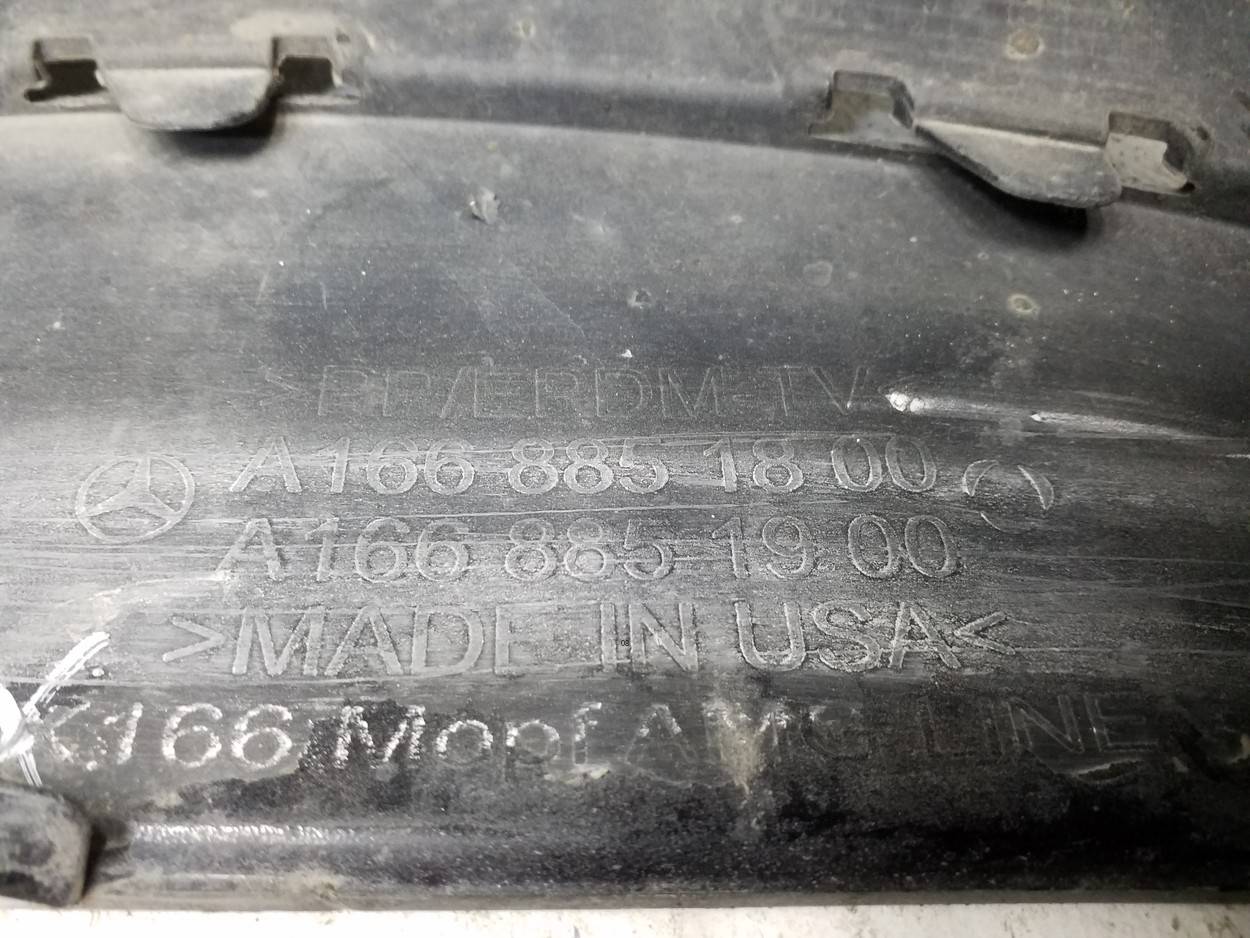 >PP/EPDM-TV<
A166 885 18 00
A166 885 19 00
>MADE IN USA<
X166 Mopf AMG LINE